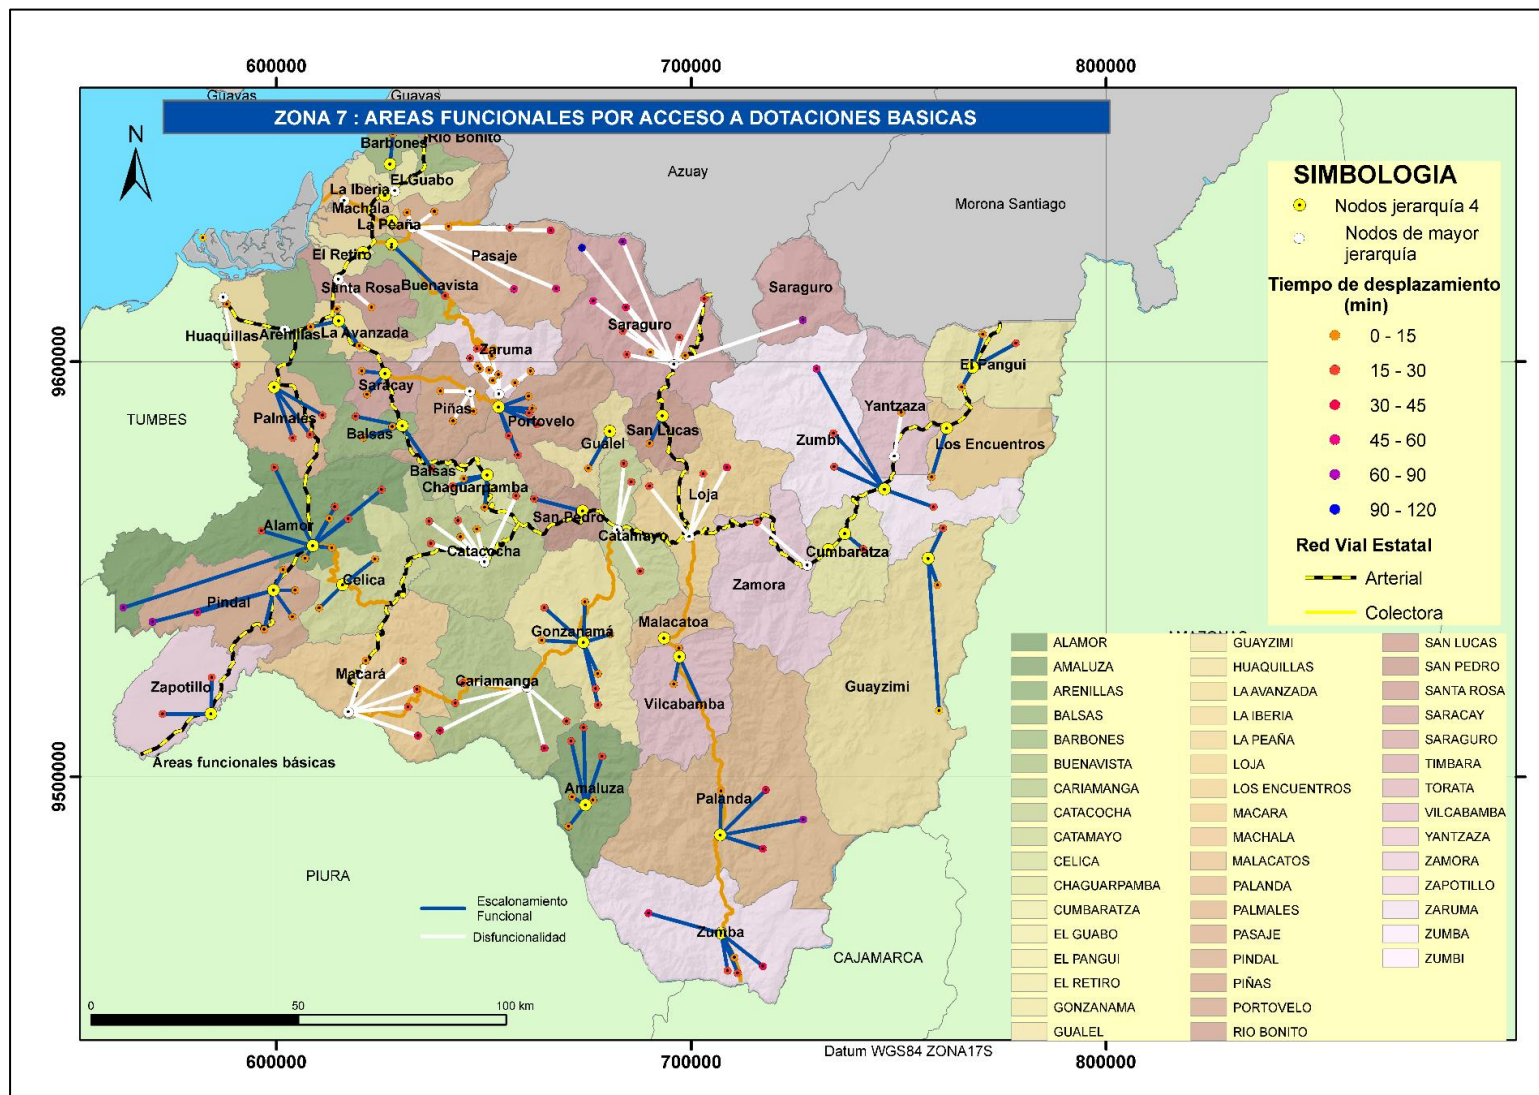 600000
700000
800000
Guayas
Guayas
ZONA 7 : AREAS FUNCIONALES POR ACCESO A DOTACIONES BASICAS
N
Barbones
Rio Bonito
Azuay
Morona Santiago
ELGuabo
La Iberia
Machala
La Peaña
El Retiro
Pasaje
Santa Rosa
Buenavista
Saraguro
Saraguro
Huaquillas
Arenillas
La Avanzada
Zaruma
9600000
El Pangui
Saracay
Piñas
Portovelo
Yantzaza
TUMBES
Palmales
Balsas
Gualel
San Lucas
Zumbi
Los Encuentros
Balsas
Chaguarpamba
Loja
Alamor
San Pedro
Catamayo
Catacocha
Cumbaratza
Celica
Zamora
Pindal
Malacatoa
Gonzanamá
Macará
Zapotillo
Cariamanga
Vilcabamba
Guayzimi
Areas funcionales básicas
9500000
Amaluza
Palanda
PIURA
Zumba
CAJAMARCA
AMAZONAS
Escalonamiento
Funcional
Disfuncionalidad
0
50
100 km
600000
700000
800000
Datum WGS84 ZONA17S
SIMBOLOGIA
Nodos jerarquía 4
Nodos de mayor
jerarquía
Tiempo de desplazamiento
(min)
0 - 15
15 - 30
30 - 45
45 - 60
60 - 90
90 - 120
Red Vial Estatal
Arterial
Colectora
ALAMOR
AMALUZA
ARENILLAS
BALSAS
BARBONES
BUENAVISTA
CARIAMANGA
CATACOCHA
CATAMAYO
CELICA
CHAGUARPAMBA
CUMBARATZA
EL GUABO
EL PANGUI
EL RETIRO
GONZANAMA
GUALEL
GUAYZIMI
HUAQUILLAS
LA AVANZADA
LA IBERIA
LA PEAÑA
LOJA
LOS ENCUENTROS
MACARA
MACHALA
MALACATOS
PALANDA
PALMALES
PASAJE
PINDAL
PIÑAS
PORTOVELO
RIO BONITO
SAN LUCAS
SAN PEDRO
SANTA ROSA
SARACAY
SARAGURO
TIMBARA
TORATA
VILCABAMBA
YANTZAZA
ZAMORA
ZAPOTILLO
ZARUMA
ZUMBA
ZUMBI